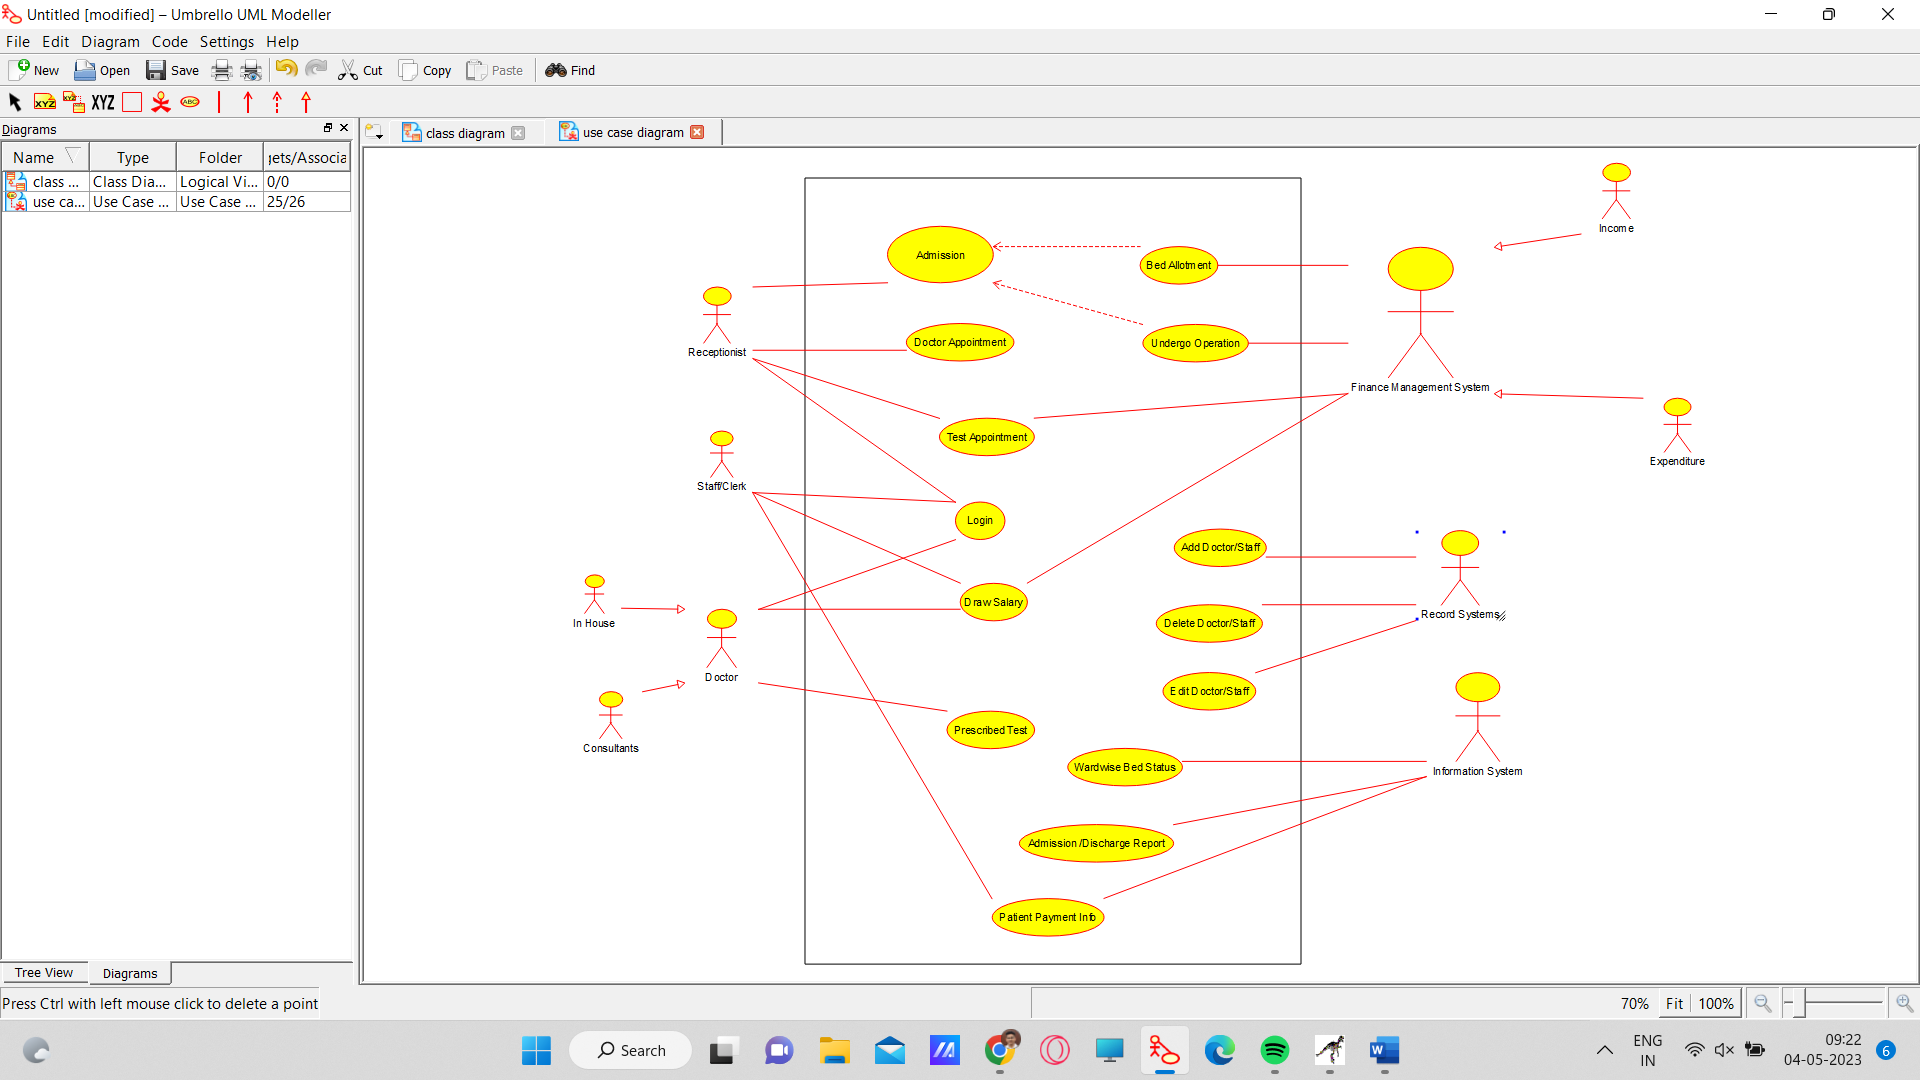 Untitled [modified] – Umbrello UML Modeller
File Edit Diagram Code Settings Help
New Open Save Cut Copy Paste Find
XYZ XYZ XYZ ABC
Diagrams
class diagram use case diagram
Name Type Folder gets/Associa
class ... Class Dia... Logical Vi... 0/0
use ca... Use Case ... Use Case ... 25/26
Income
Admission
Bed Allotment
Receptionist
Doctor Appointment
Undergo Operation
Finance Management System
Test Appointment
Expenditure
Staff/Clerk
Login
Add Doctor/Staff
Draw Salary
Record Systems
In House
Delete Doctor/Staff
Doctor
Edit Doctor/Staff
Consultants
Prescribed Test
Wardwise Bed Status
Information System
Admission /Discharge Report
Patient Payment Info
Tree View Diagrams
Press Ctrl with left mouse click to delete a point
70% Fit 100%
Search
ENG
IN
09:22
04-05-2023
6